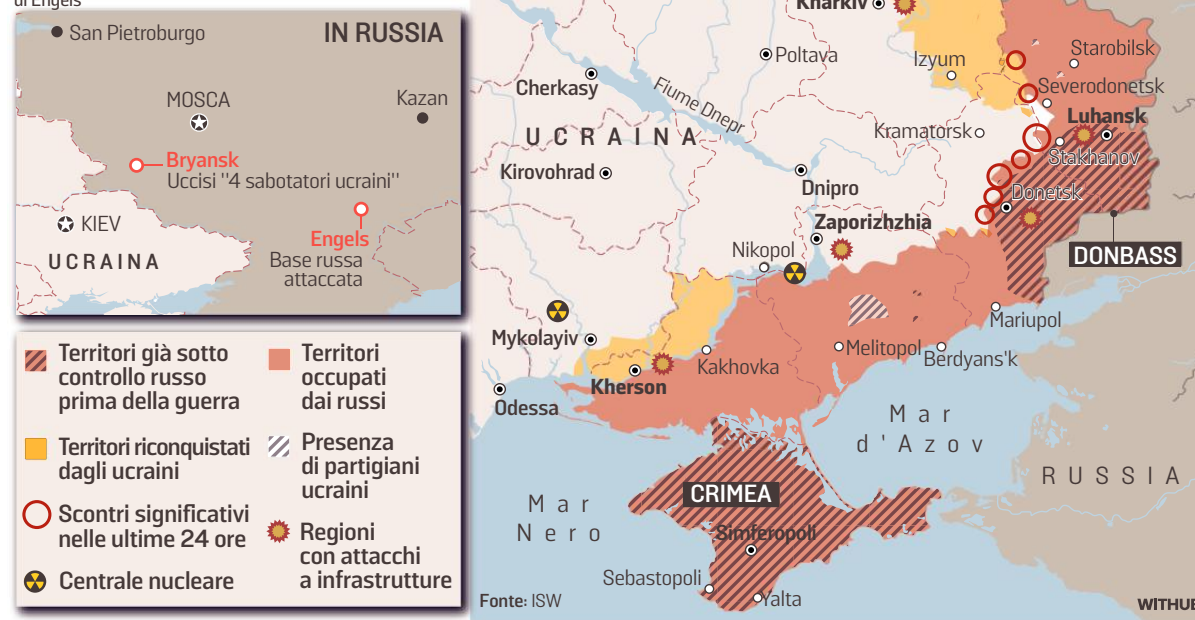 di Engels
San Pietroburgo
IN RUSSIA
MOSCA
Kazan
Bryansk
Uccisi "4 sabotatori ucraini"
KIEV
Engels
Base russa
attaccata
UCRAINA
Territori già sotto
controllo russo
prima della guerra
Territori
occupati
dai russi
Territori riconquistati
dagli ucraini
Presenza
di partigiani
ucraini
Scontri significativi
nelle ultime 24 ore
Regioni
con attacchi
a infrastrutture
Centrale nucleare
Kharkiv
Poltava
Izyum
Starobilsk
Cherkasy
Fiume Dnepr
Severodonetsk
UCRAINA
Kramatorsk
Luhansk
Stakhanov
Kirovohrad
Dnipro
Donetsk
Zaporizhzhia
Nikopol
DONBASS
Mykolayiv
Mariupol
Melitopol
Berdyans'k
Kakhovka
Kherson
Odessa
Mar
d'Azov
RUSSIA
Mar
Nero
CRIMEA
Simferopoli
Sebastopoli
Yalta
Fonte: ISW